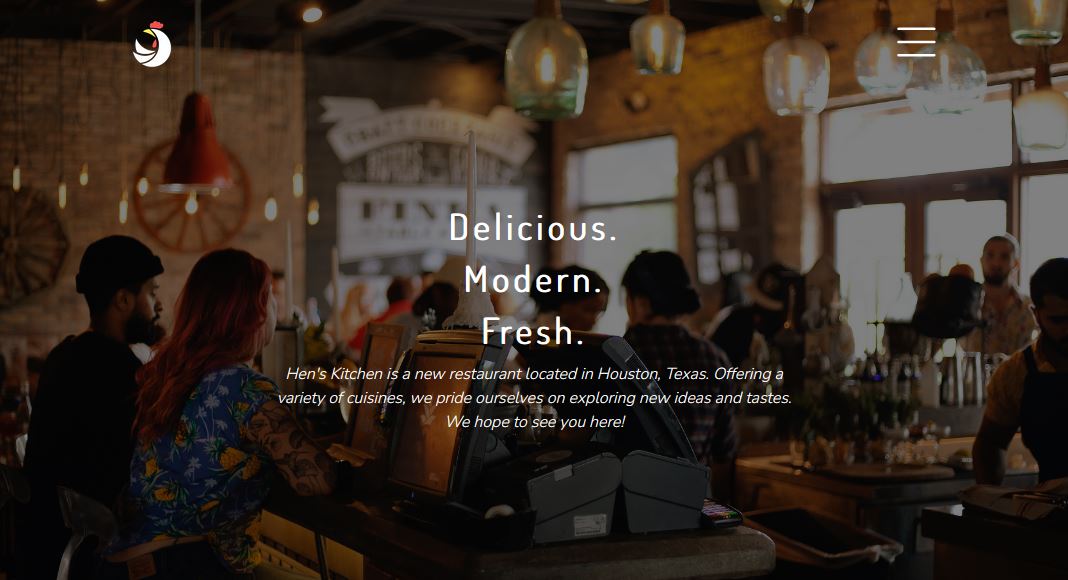 Delicious.
Modern.
Fresh.
Hen's Kitchen is a new restaurant located in Houston, Texas. Offering a
variety of cuisines, we pride ourselves on exploring new ideas and tastes.
We hope to see you here!